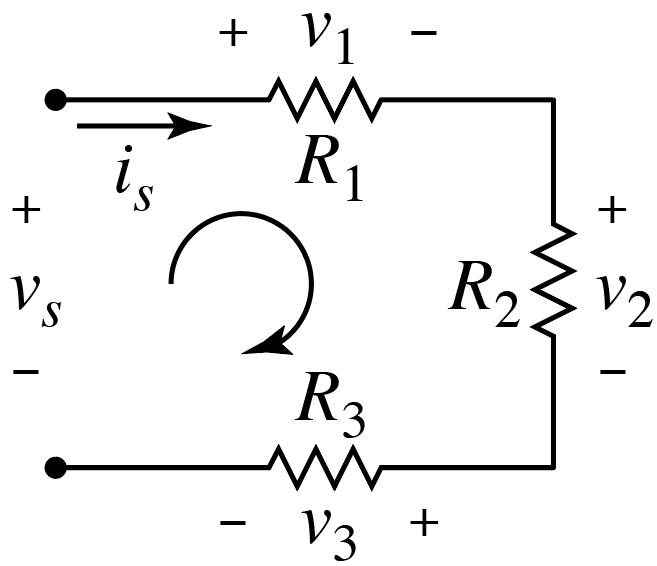 + v₁ −
R₁
iₛ
+ +
vₛ R₂ v₂
− −
R₃
− v₃ +